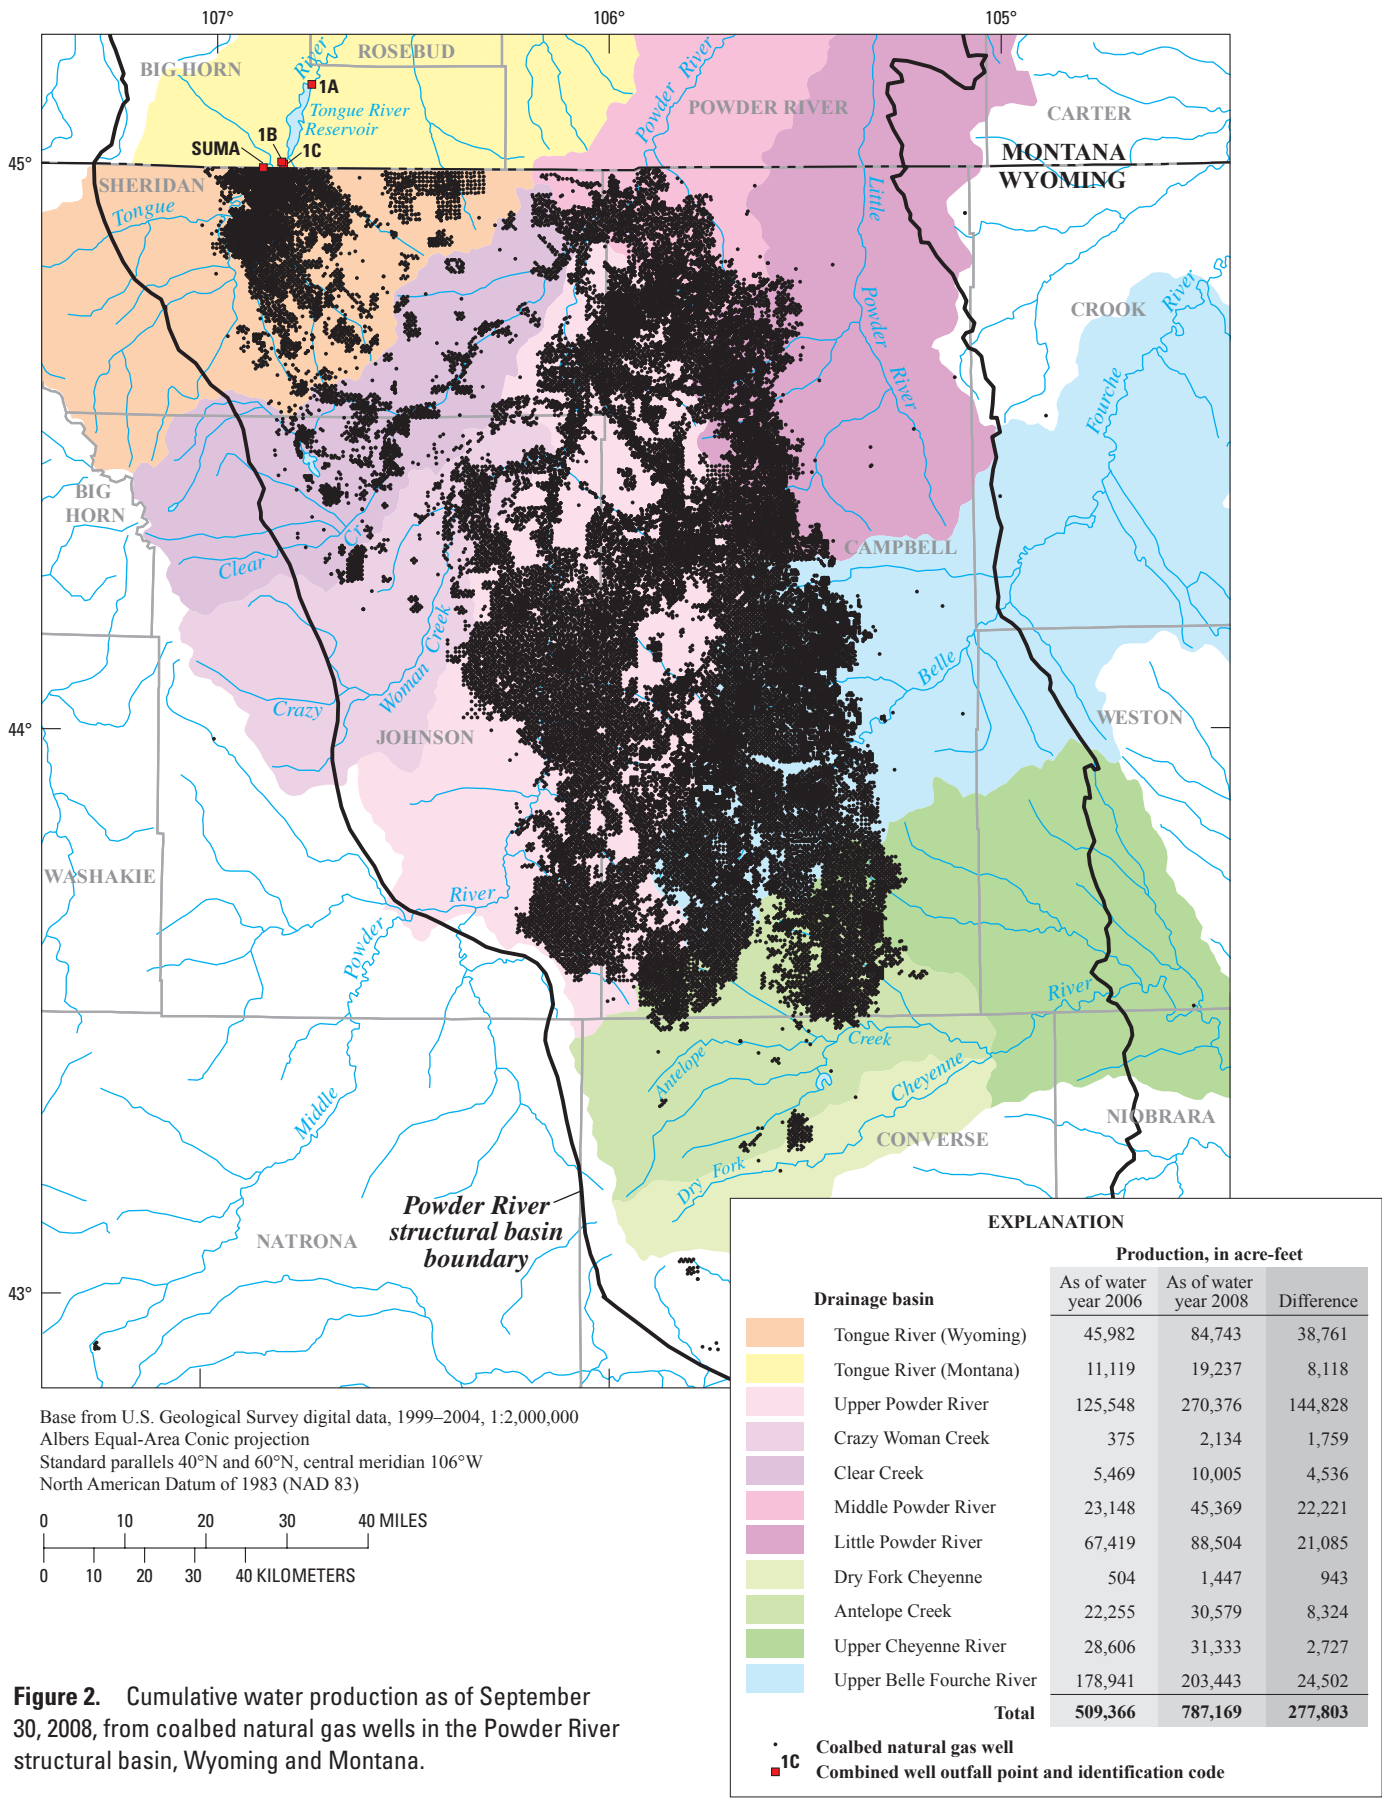 107°
106°
105°
BIG HORN
ROSEBUD
River
1A
Tongue River
Reservoir
1B
SUMA
1C
Powder River
POWDER RIVER
CARTER
45°
MONTANA
WYOMING
SHERIDAN
Tongue
Little
Powder
River
CROOK
River
Fourche
BIG
HORN
Clear
Cr
CAMPBELL
Woman Creek
Crazy
Belle
44°
JOHNSON
WESTON
WASHAKIE
River
Powder
River
Antelope
Creek
Cheyenne
Middle
NIOBRARA
CONVERSE
Dry Fork
Powder River
structural basin
boundary
NATRONA
43°
EXPLANATION
Production, in acre-feet
Drainage basin As of water year 2006 As of water year 2008 Difference
Tongue River (Wyoming) 45,982 84,743 38,761
Tongue River (Montana) 11,119 19,237 8,118
Upper Powder River 125,548 270,376 144,828
Crazy Woman Creek 375 2,134 1,759
Clear Creek 5,469 10,005 4,536
Middle Powder River 23,148 45,369 22,221
Little Powder River 67,419 88,504 21,085
Dry Fork Cheyenne 504 1,447 943
Antelope Creek 22,255 30,579 8,324
Upper Cheyenne River 28,606 31,333 2,727
Upper Belle Fourche River 178,941 203,443 24,502
Total 509,366 787,169 277,803
Coalbed natural gas well
1C Combined well outfall point and identification code
Base from U.S. Geological Survey digital data, 1999–2004, 1:2,000,000
Albers Equal-Area Conic projection
Standard parallels 40°N and 60°N, central meridian 106°W
North American Datum of 1983 (NAD 83)
0 10 20 30 40 MILES
0 10 20 30 40 KILOMETERS
Figure 2. Cumulative water production as of September
30, 2008, from coalbed natural gas wells in the Powder River
structural basin, Wyoming and Montana.